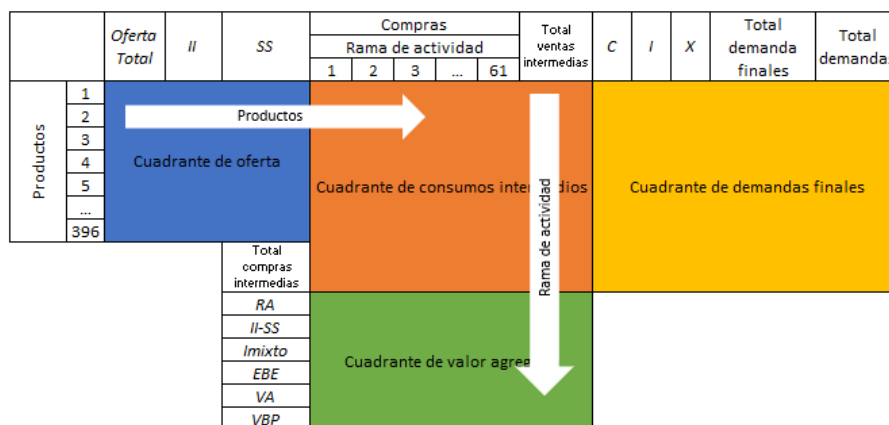 Oferta Total
II
SS
Compras
Rama de actividad
1 2 3 ... 61
Total ventas intermedias
C
I
X
Total demanda finales
Total demandas
Productos
1
2
3
4
5
...
396
Productos
Cuadrante de oferta
Cuadrante de consumos inter dios
Rama de actividad
Cuadrante de demandas finales
Total compras intermedias
RA
II-SS
Imixto
EBE
VA
VBP
Cuadrante de valor agreg